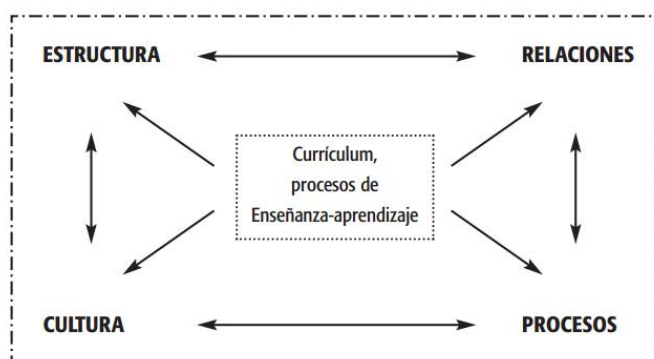 ESTRUCTURA
RELACIONES
Currículum,
procesos de
Enseñanza-aprendizaje
CULTURA
PROCESOS